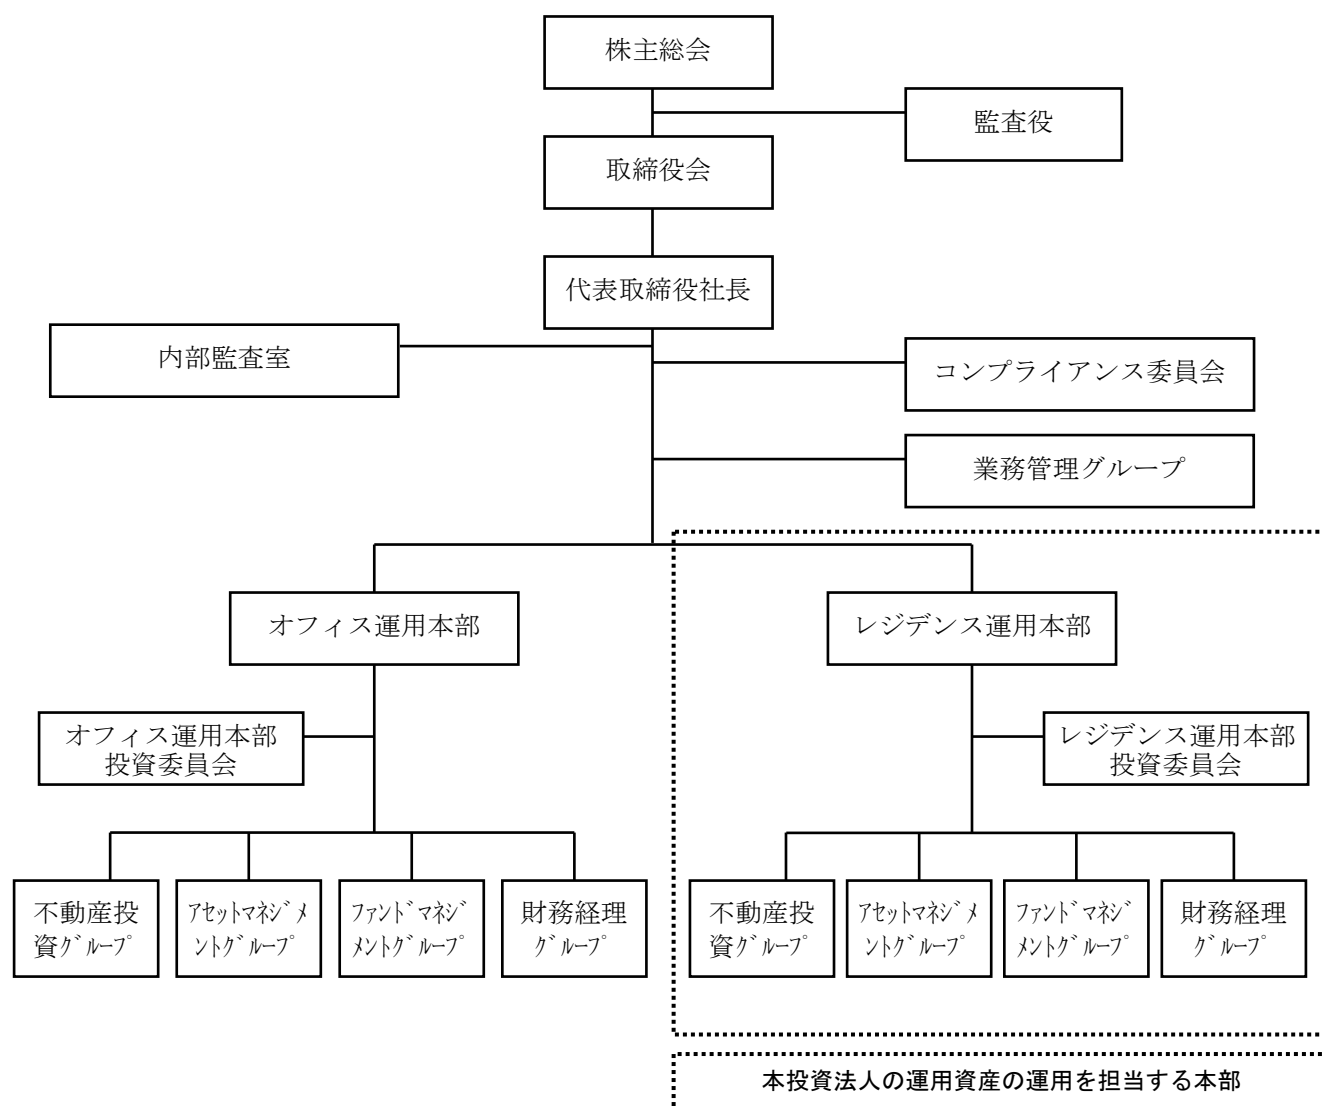 株主総会
監査役
取締役会
代表取締役社長
内部監査室
コンプライアンス委員会
業務管理グループ
オフィス運用本部
レジデンス運用本部
オフィス運用本部
投資委員会
レジデンス運用本部
投資委員会
不動産投
資ｸﾞﾙｰﾌﾟ
ｱｾｯﾄﾏﾈｼﾞﾒ
ﾝﾄｸﾞﾙｰﾌﾟ
ﾌｧﾝﾄﾞﾏﾈｼﾞ
ﾒﾝﾄｸﾞﾙｰﾌﾟ
財務経理
ｸﾞﾙｰﾌﾟ
不動産投
資ｸﾞﾙｰﾌﾟ
ｱｾｯﾄﾏﾈｼﾞﾒ
ﾝﾄｸﾞﾙｰﾌﾟ
ﾌｧﾝﾄﾞﾏﾈｼﾞ
ﾒﾝﾄｸﾞﾙｰﾌﾟ
財務経理
ｸﾞﾙｰﾌﾟ
本投資法人の運用資産の運用を担当する本部